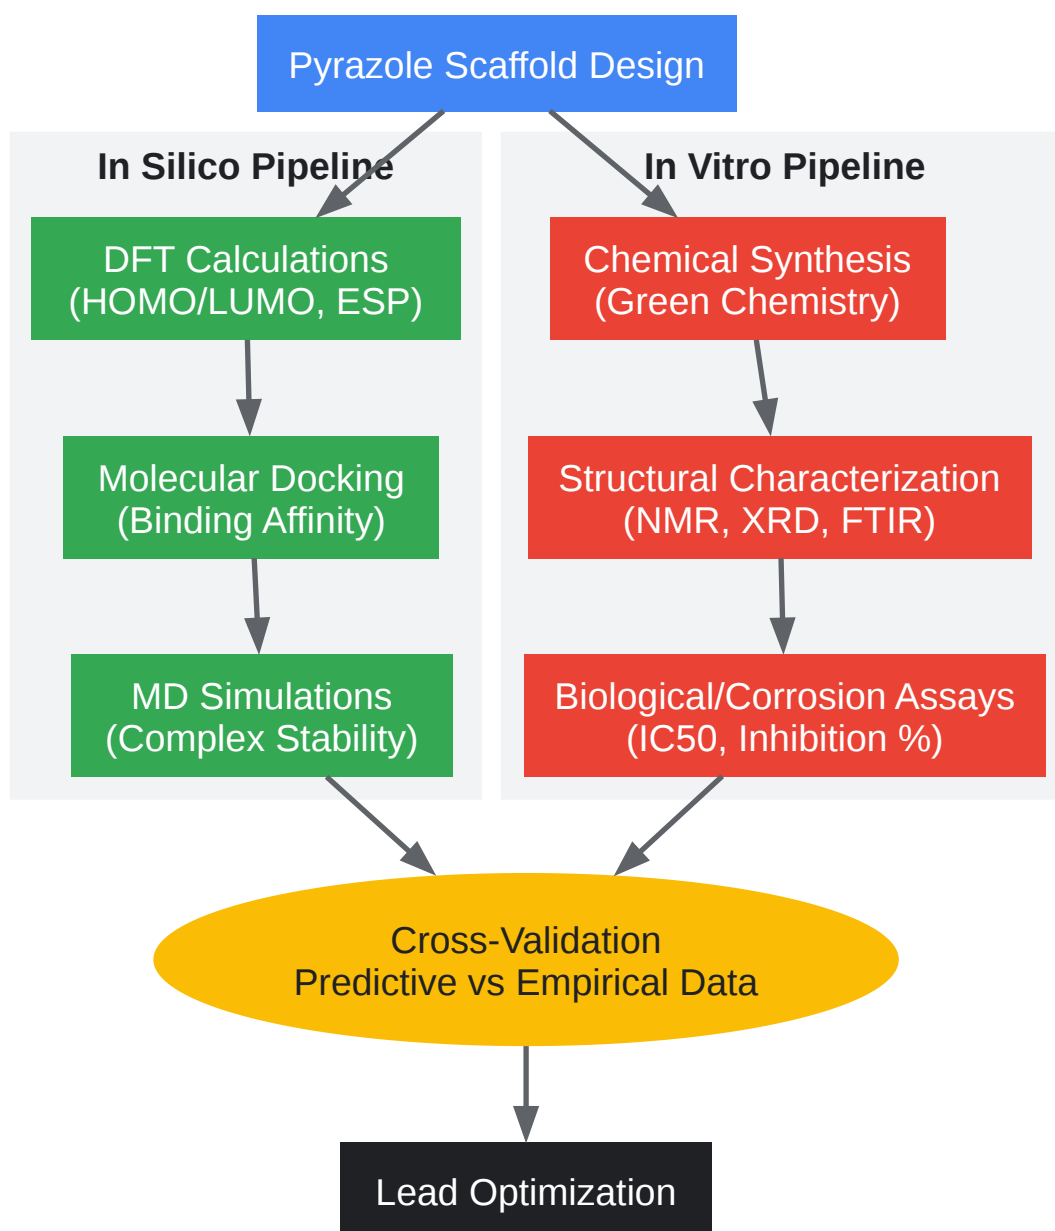 Pyrazole Scaffold Design
In Silico Pipeline
DFT Calculations
(HOMO/LUMO, ESP)
Molecular Docking
(Binding Affinity)
MD Simulations
(Complex Stability)
In Vitro Pipeline
Chemical Synthesis
(Green Chemistry)
Structural Characterization
(NMR, XRD, FTIR)
Biological/Corrosion Assays
(IC50, Inhibition %)
Cross-Validation
Predictive vs Empirical Data
Lead Optimization